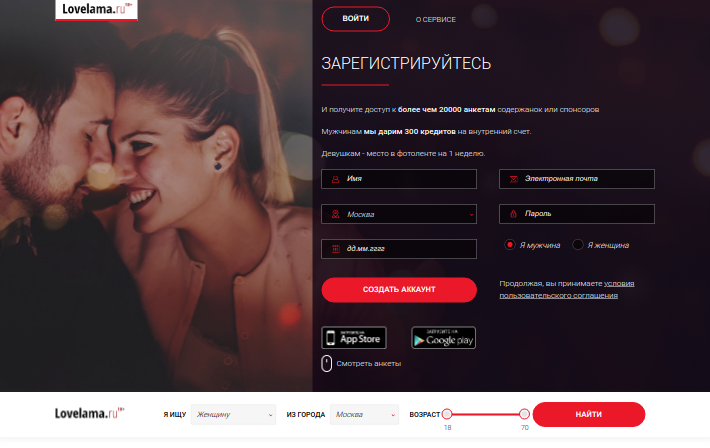 Lovelama.ru 18+
ВОЙТИ
О СЕРВИСЕ
ЗАРЕГИСТРИРУЙТЕСЬ
И получите доступ к более чем 20000 анкетам содержанок или спонсоров
Мужчинам мы дарим 300 кредитов на внутренний счет.
Девушкам - место в фотоленте на 1 неделю.
Имя
Электронная почта
Москва
Пароль
дд.мм.гггг
Я мужчина
Я женщина
СОЗДАТЬ АККАУНТ
Продолжая, вы принимаете условия
пользовательского соглашения
App Store
ЗАГРУЗИТЕ НА
Google play
Смотреть анкеты
Lovelama.ru 18+
Я ИЩУ
Женщину
ИЗ ГОРОДА
Москва
ВОЗРАСТ
18
70
НАЙТИ